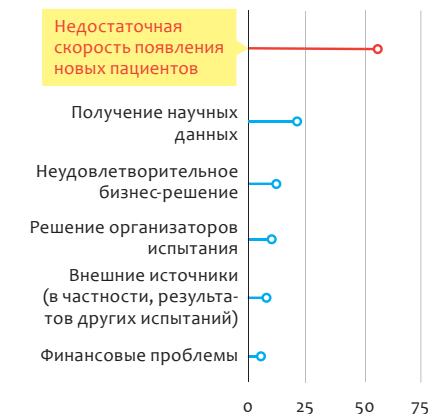 Недостаточная
скорость появления
новых пациентов
Получение научных
данных
Неудовлетворительное
бизнес-решение
Решение организаторов
испытания
Внешние источники
(в частности, результа-
тов других испытаний)
Финансовые проблемы
0 25 50 75